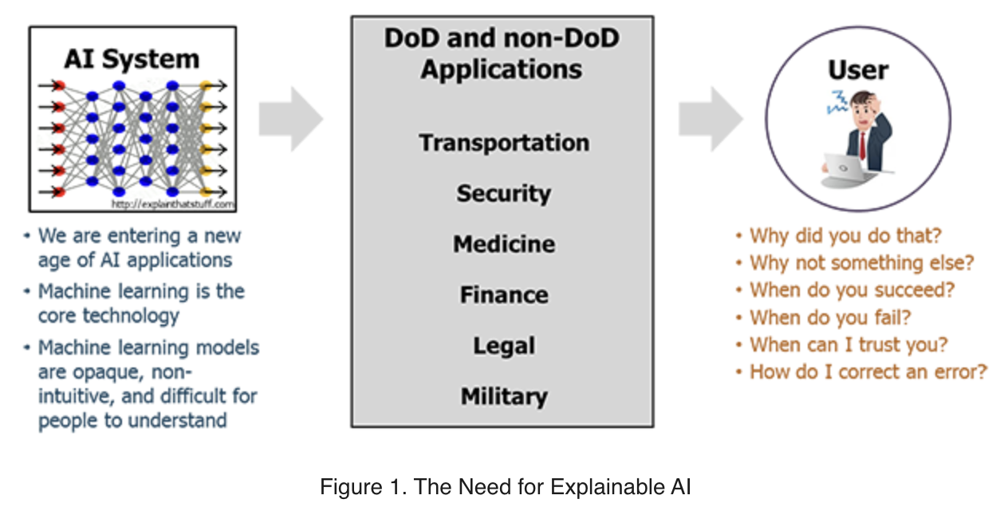 AI System
http://explainthatstuff.com
• We are entering a new
age of AI applications
• Machine learning is the
core technology
• Machine learning models
are opaque, non-
intuitive, and difficult for
people to understand
DoD and non-DoD
Applications
Transportation
Security
Medicine
Finance
Legal
Military
User
• Why did you do that?
• Why not something else?
• When do you succeed?
• When do you fail?
• When can I trust you?
• How do I correct an error?
Figure 1. The Need for Explainable AI